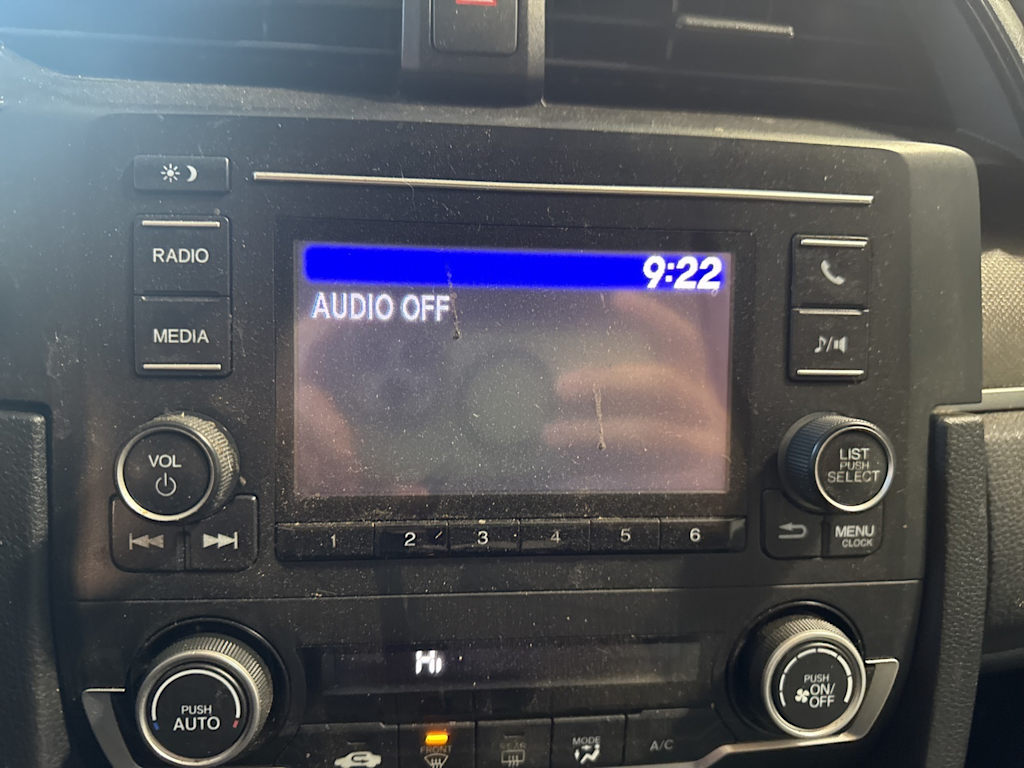 RADIO
MEDIA
VOL
9:22
AUDIO OFF
LIST
PUSH
SELECT
MENU
CLOCK
1 2 3 4 5 6
Hi
PUSH
AUTO
PUSH
ON/
OFF
FRONT
REAR
MODE
A/C